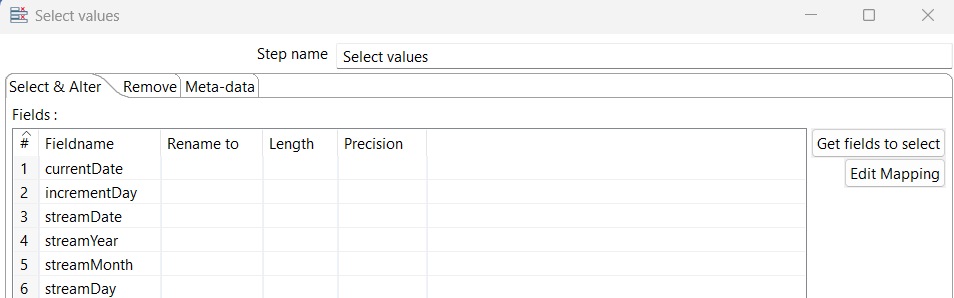 Select values
Step name Select values
Select & Alter Remove Meta-data
Fields :
# Fieldname Rename to Length Precision
Get fields to select
1 currentDate
Edit Mapping
2 incrementDay
3 streamDate
4 streamYear
5 streamMonth
6 streamDay